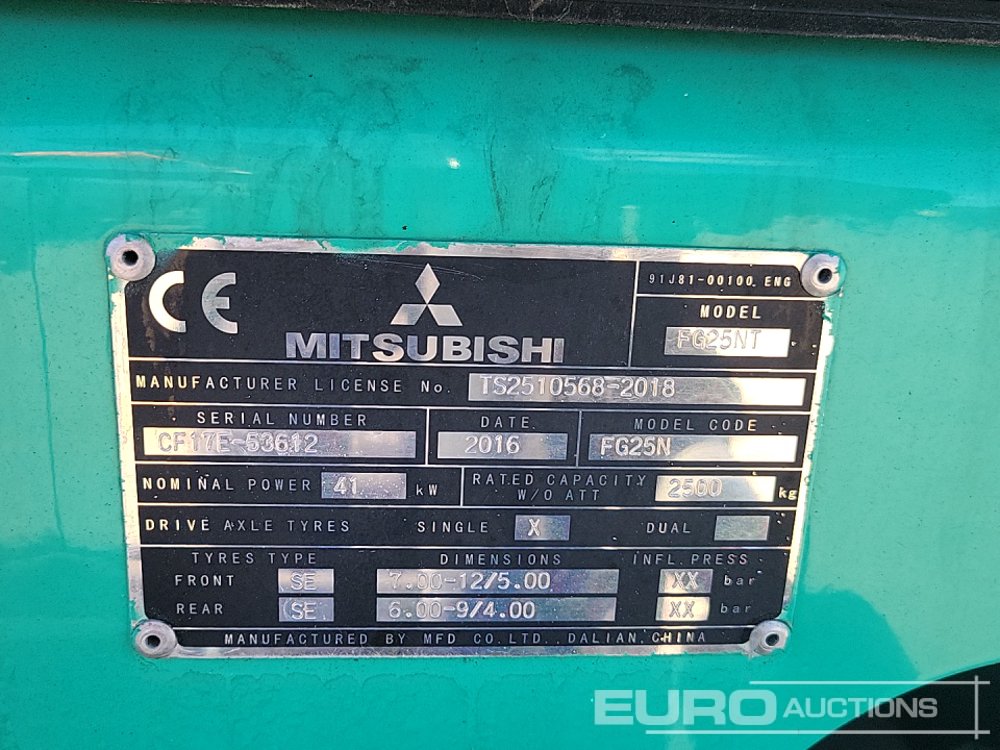 CE
91J81-00100. ENG
MITSUBISHI
MODEL
FG25NT
MANUFACTURER LICENSE No. TS2510568-2018
SERIAL NUMBER DATE MODEL CODE
CF17E-53612 2016 FG25N
NOMINAL POWER 41 kW RATED CAPACITY W/O ATT 2500 kg
DRIVE AXLE TYRES SINGLE X DUAL
TYRES TYPE DIMENSIONS INFL. PRESS
FRONT SE 7.00-12/5.00 XX bar
REAR SE 6.00-9/4.00 XX bar
MANUFACTURED BY MFD CO.LTD., DALIAN, CHINA
EURO AUCTIONS